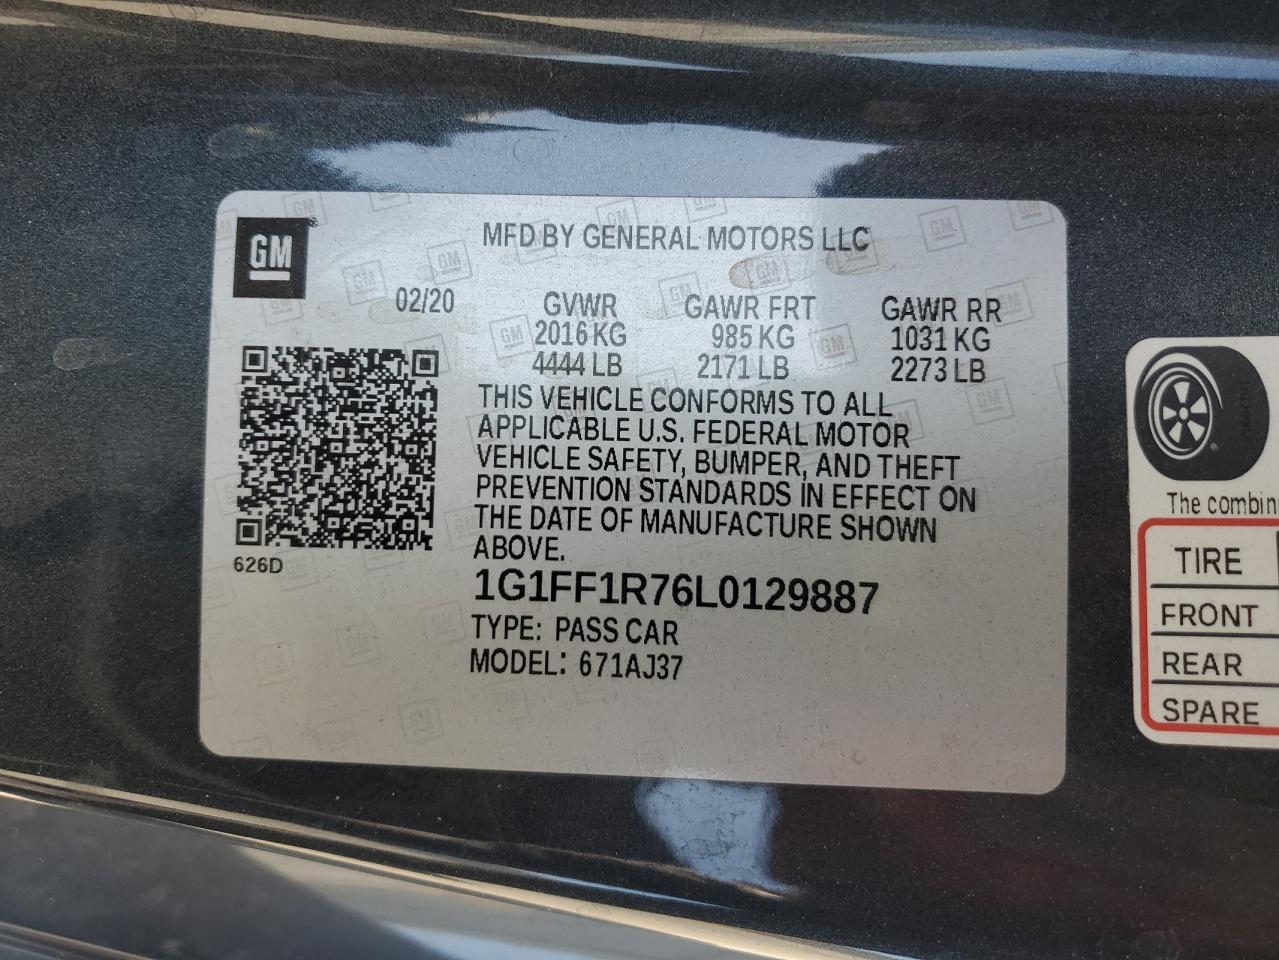 GM
MFD BY GENERAL MOTORS LLC
02/20 GVWR GAWR FRT GAWR RR
2016 KG 985 KG 1031 KG
4444 LB 2171 LB 2273 LB
THIS VEHICLE CONFORMS TO ALL
APPLICABLE U.S. FEDERAL MOTOR
VEHICLE SAFETY, BUMPER, AND THEFT
PREVENTION STANDARDS IN EFFECT ON
THE DATE OF MANUFACTURE SHOWN
ABOVE.
626D
1G1FF1R76L0129887
TYPE: PASS CAR
MODEL: 671AJ37
The combin
TIRE
FRONT
REAR
SPARE